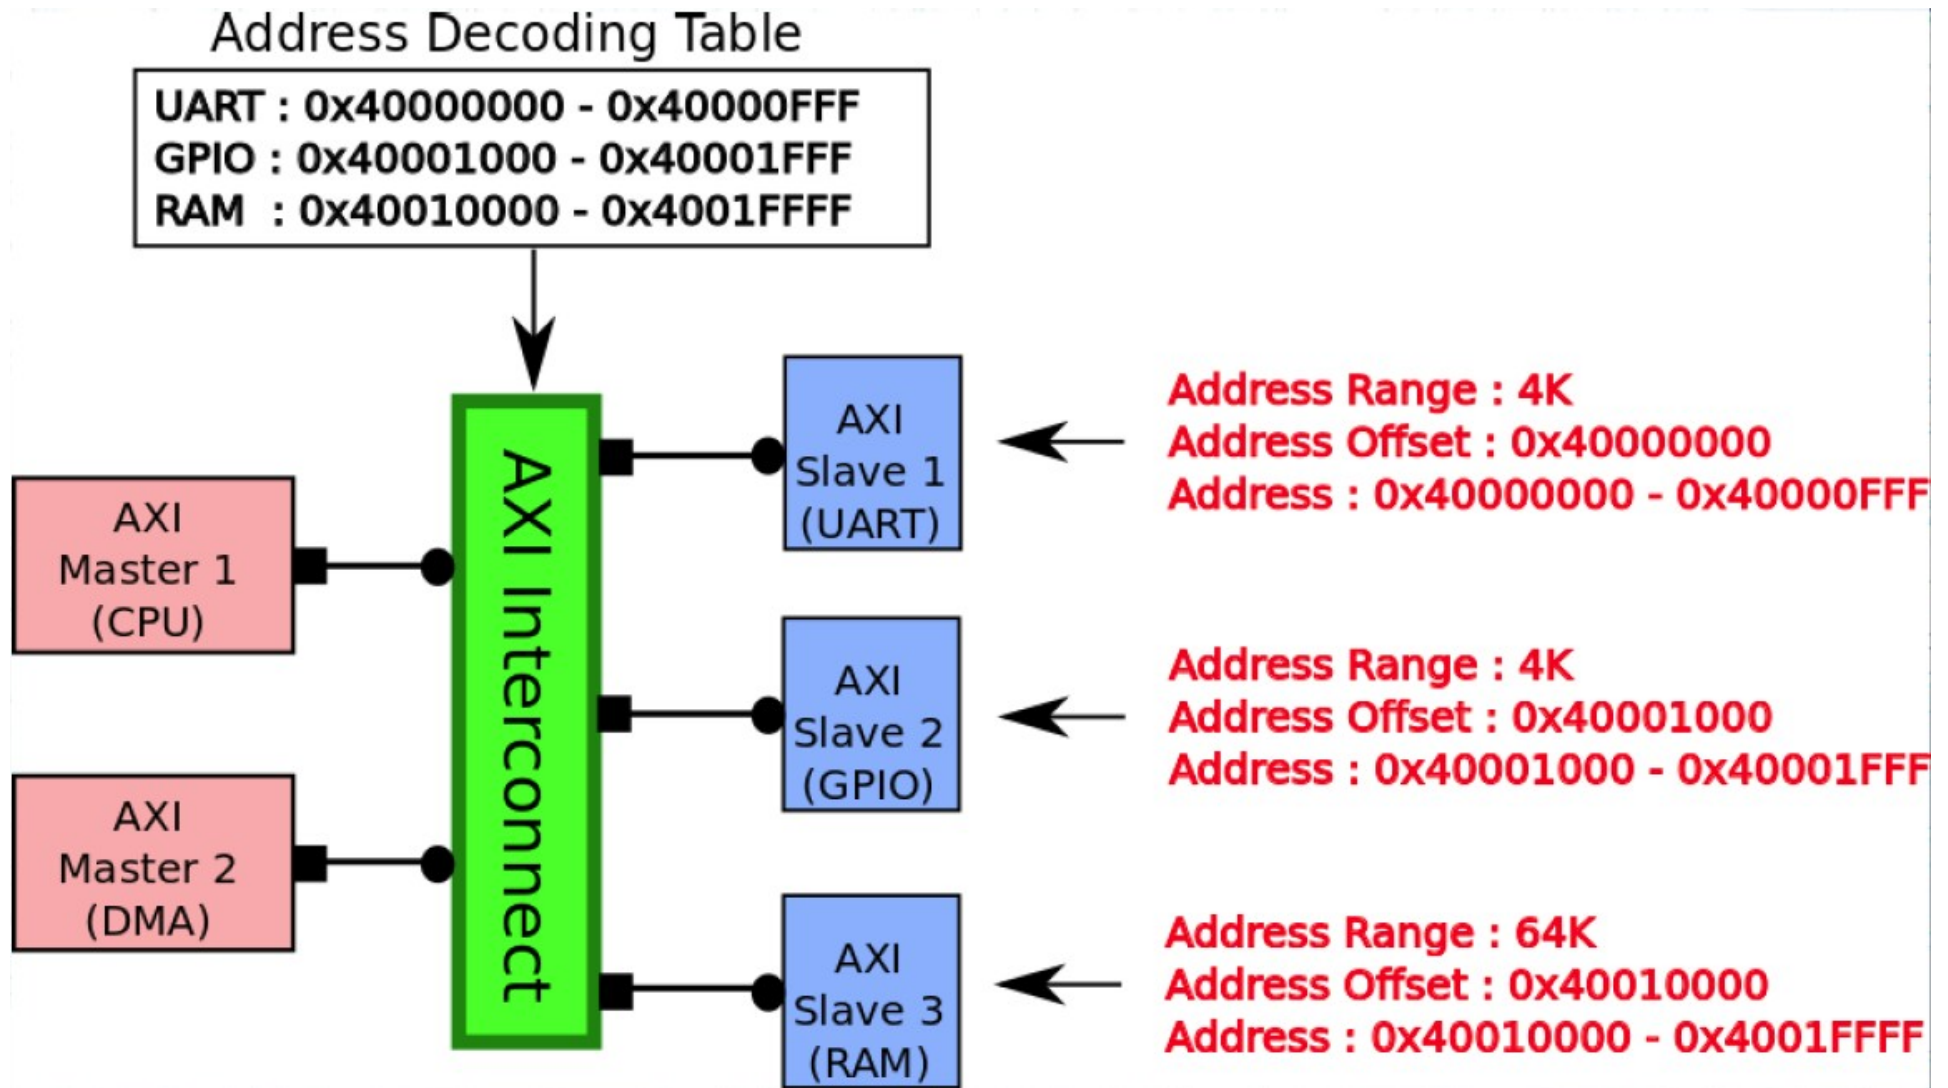 Address Decoding Table
UART : 0x40000000 - 0x40000FFF
GPIO : 0x40001000 - 0x40001FFF
RAM : 0x40010000 - 0x4001FFFF
AXI Interconnect
AXI
Master 1
(CPU)
AXI
Master 2
(DMA)
AXI
Slave 1
(UART)
Address Range : 4K
Address Offset : 0x40000000
Address : 0x40000000 - 0x40000FFF
AXI
Slave 2
(GPIO)
Address Range : 4K
Address Offset : 0x40001000
Address : 0x40001000 - 0x40001FFF
AXI
Slave 3
(RAM)
Address Range : 64K
Address Offset : 0x40010000
Address : 0x40010000 - 0x4001FFFF